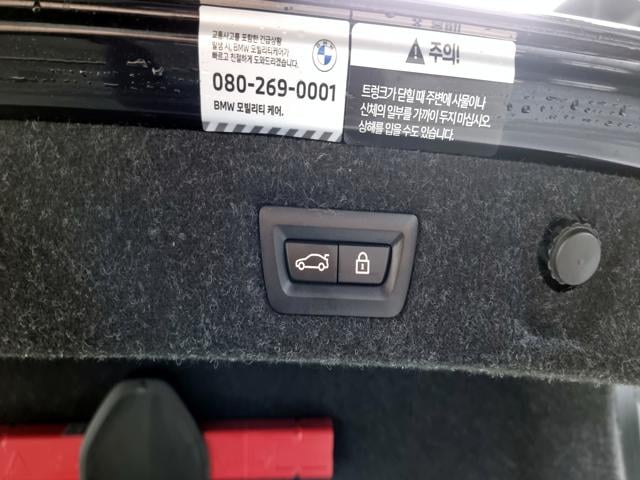 교통사고를 포함한 긴급상황
발생 시, BMW 모빌리티케어가
빠르고 친절하게 도와드리겠습니다.
BMW
080-269-0001
BMW 모빌리티 케어.
주의!
트렁크가 닫힐 때 주변에 사물이나
신체의 일부를 가까이 두지 마십시오.
상해를 입을 수도 있습니다.